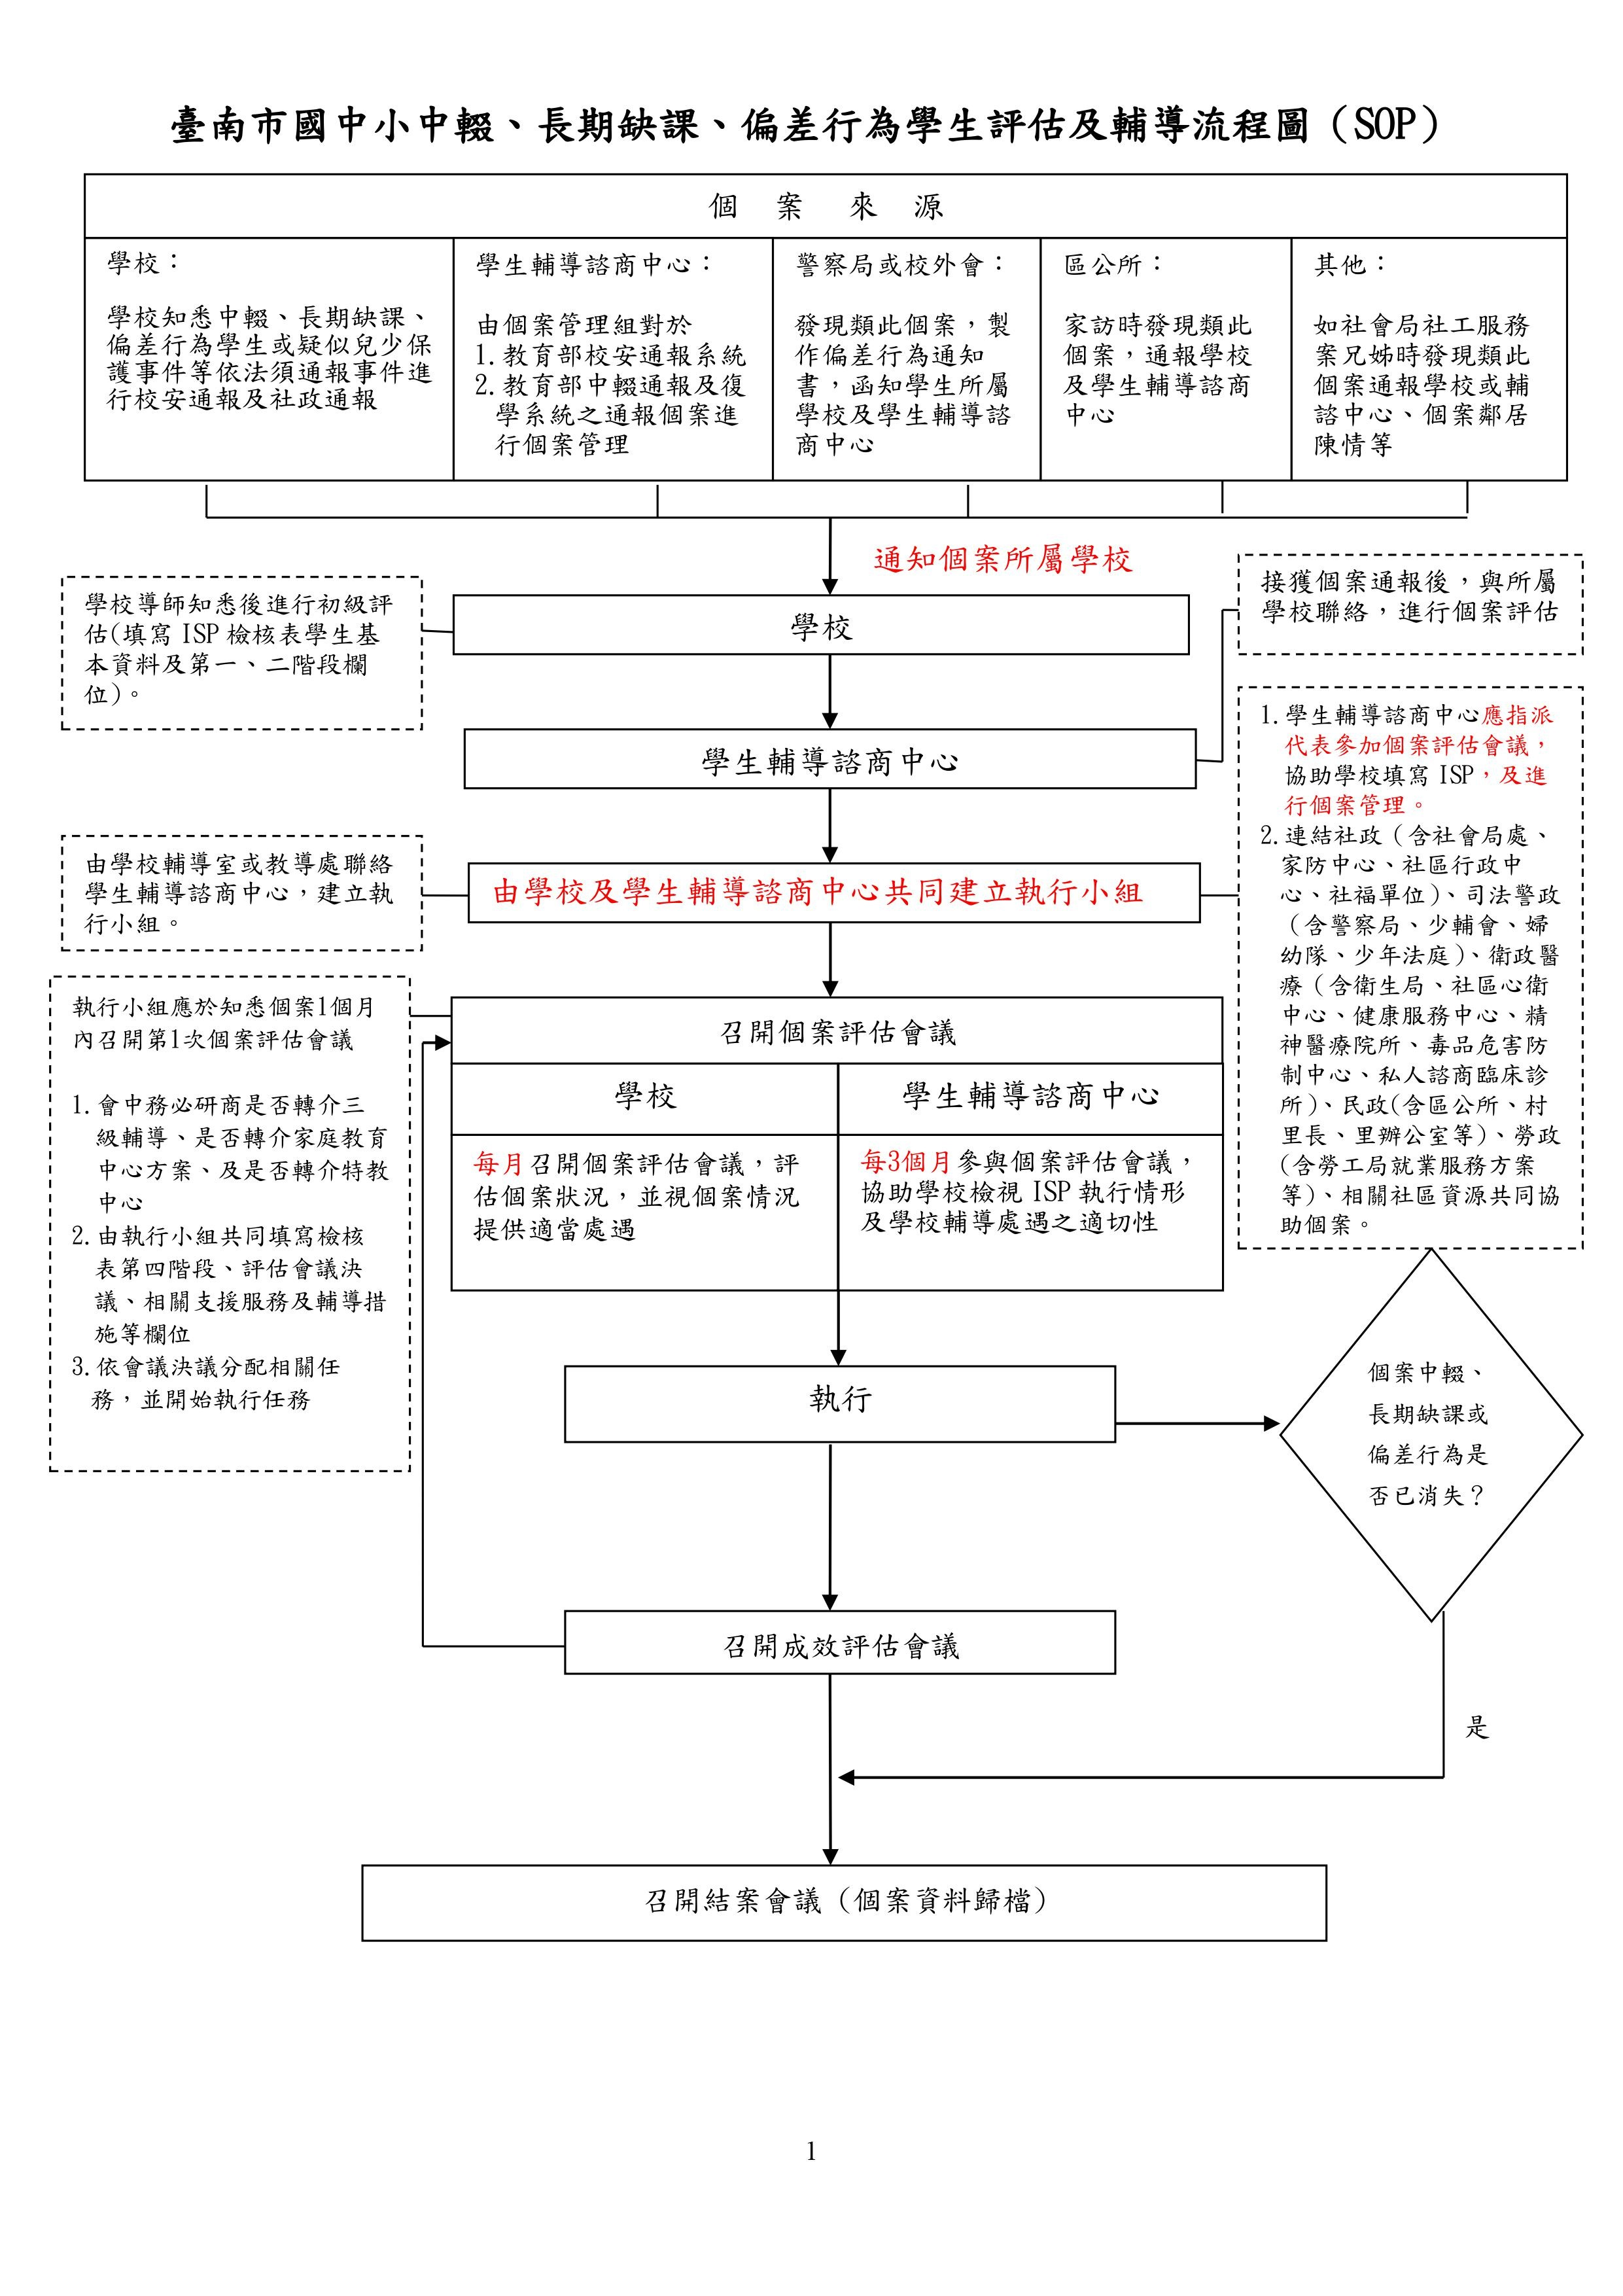 臺南市國中小中輟、長期缺課、偏差行為學生評估及輔導流程圖（SOP）
個 案 來 源
學校：
學校知悉中輟、長期缺課、
偏差行為學生或疑似兒少保
護事件等依法須通報事件進
行校安通報及社政通報
學生輔導諮商中心：
由個案管理組對於
1.教育部校安通報系統
2.教育部中輟通報及復
學系統之通報個案進
行個案管理
警察局或校外會：
發現類此個案，製
作偏差行為通知
書，函知學生所屬
學校及學生輔導諮
商中心
區公所：
家訪時發現類此
個案，通報學校
及學生輔導諮商
中心
其他：
如社會局社工服務
案兄姊時發現類此
個案通報學校或輔
諮中心、個案鄰居
陳情等
通知個案所屬學校
學校導師知悉後進行初級評
估(填寫 ISP 檢核表學生基
本資料及第一、二階段欄
位)。
學校
接獲個案通報後，與所屬
學校聯絡，進行個案評估
學生輔導諮商中心
1.學生輔導諮商中心應指派
代表參加個案評估會議，
協助學校填寫 ISP，及進
行個案管理。
2.連結社政（含社會局處、
家防中心、社區行政中
心、社福單位)、司法警政
（含警察局、少輔會、婦
幼隊、少年法庭)、衛政醫
療（含衛生局、社區心衛
中心、健康服務中心、精
神醫療院所、毒品危害防
制中心、私人諮商臨床診
所)、民政(含區公所、村
里長、里辦公室等)、勞政
(含勞工局就業服務方案
等)、相關社區資源共同協
助個案。
由學校輔導室或教導處聯絡
學生輔導諮商中心，建立執
行小組。
由學校及學生輔導諮商中心共同建立執行小組
執行小組應於知悉個案1個月
內召開第1次個案評估會議
1.會中務必研商是否轉介三
級輔導、是否轉介家庭教育
中心方案、及是否轉介特教
中心
2.由執行小組共同填寫檢核
表第四階段、評估會議決
議、相關支援服務及輔導措
施等欄位
3.依會議決議分配相關任
務，並開始執行任務
召開個案評估會議
學校
學生輔導諮商中心
每月召開個案評估會議，評
估個案狀況，並視個案情況
提供適當處遇
每3個月參與個案評估會議，
協助學校檢視 ISP 執行情形
及學校輔導處遇之適切性
執行
個案中輟、
長期缺課或
偏差行為是
否已消失？
召開成效評估會議
是
召開結案會議（個案資料歸檔）
1